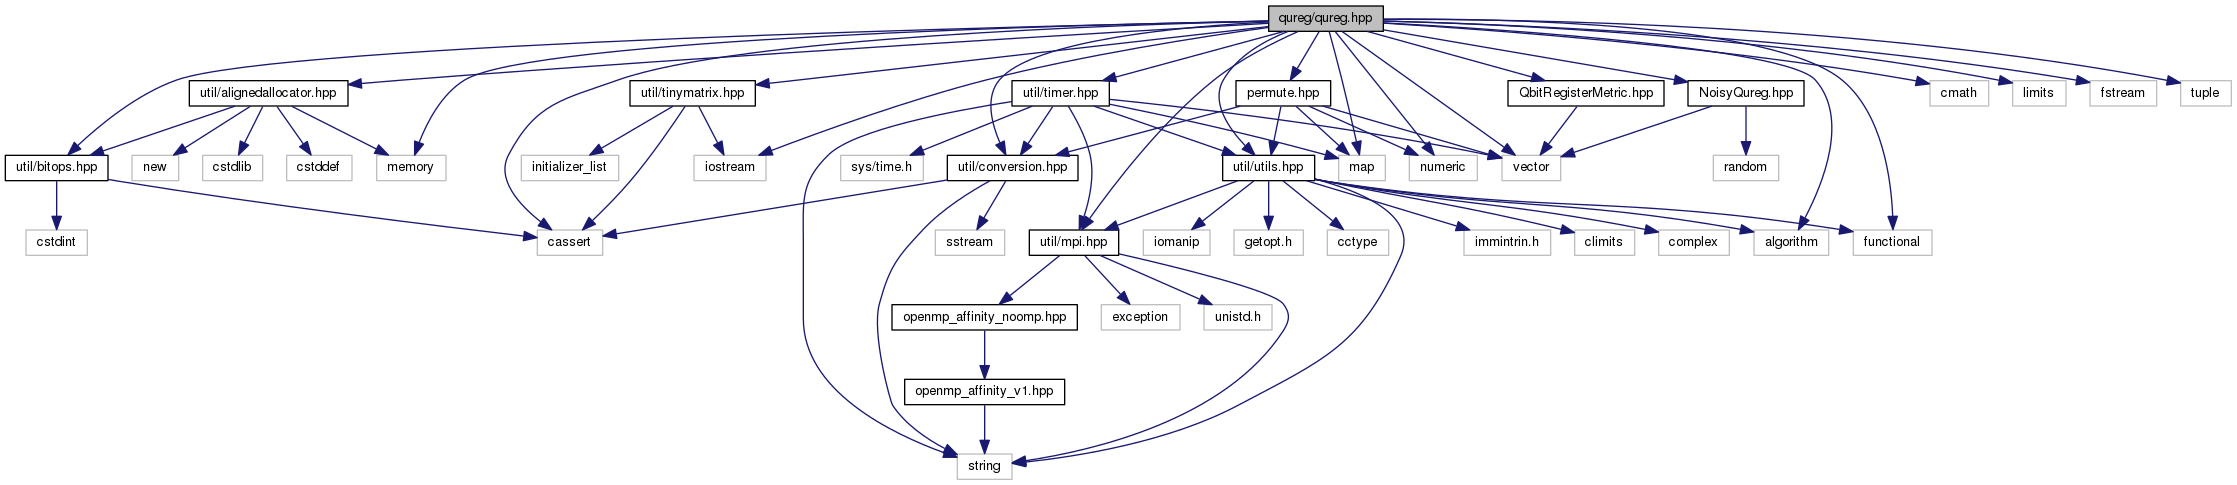 qureg/qureg.hpp
util/alignedallocator.hpp
util/tinymatrix.hpp
util/timer.hpp
permute.hpp
QbitRegisterMetric.hpp
NoisyQureg.hpp
cmath
limits
fstream
tuple
util/bitops.hpp
new
cstdlib
cstddef
memory
initializer_list
iostream
sys/time.h
util/conversion.hpp
util/utils.hpp
map
numeric
vector
random
cstdint
cassert
sstream
util/mpi.hpp
iomanip
getopt.h
cctype
immintrin.h
climits
complex
algorithm
functional
openmp_affinity_noomp.hpp
exception
unistd.h
openmp_affinity_v1.hpp
string